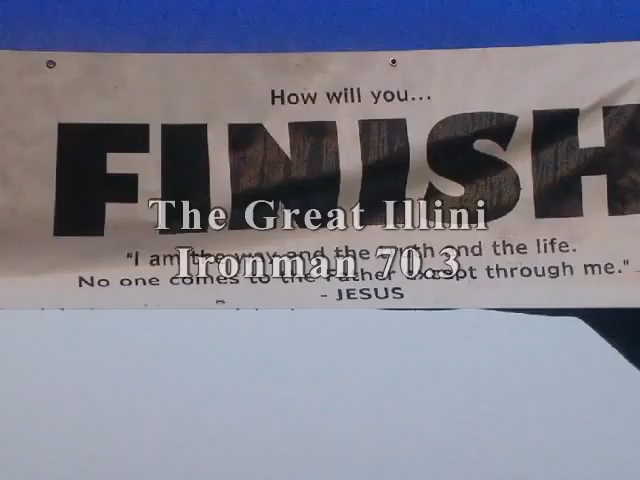 How will you...
FINISH
The Great Illini
"I am the way and the truth and the life.
Ironman 70.3
No one comes to the Father except through me."
- JESUS